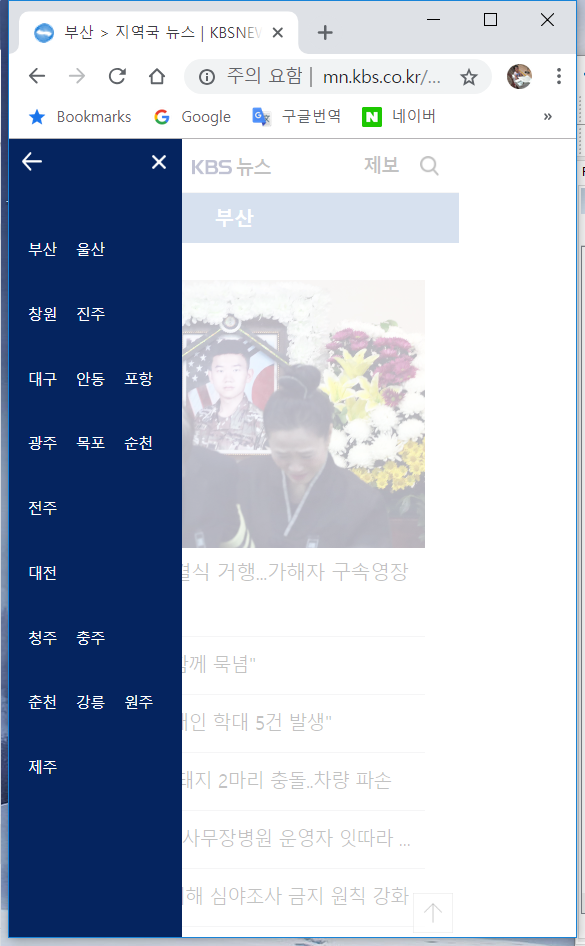 부산 > 지역국 뉴스 | KBSNEW
주의 요함 | mn.kbs.co.kr/...
Bookmarks Google 구글번역 네이버 »
KBS 뉴스 제보
부산
부산 울산
창원 진주
대구 안동 포항
광주 목포 순천
전주
대전
청주 충주
춘천 강릉 원주
제주
결식 거행...가해자 구속영장
함께 묵념"
애인 학대 5건 발생"
돼지 2마리 충돌..차량 파손
사무장병원 운영자 잇따라 ...
해 심야조사 금지 원칙 강화